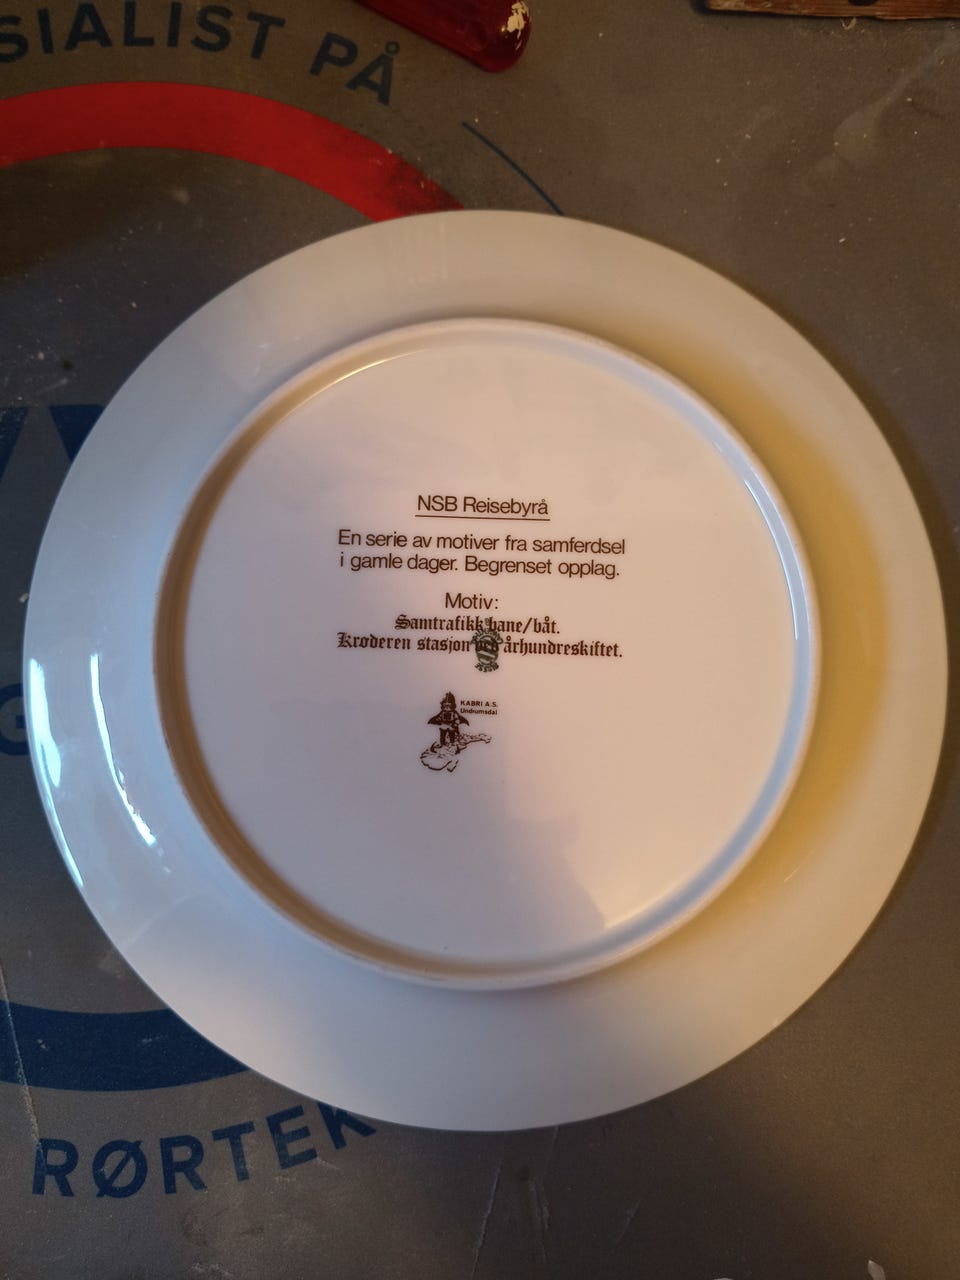 SIALIST PÅ
NSB Reisebyrå
En serie av motiver fra samferdsel
i gamle dager. Begrenset opplag.
Motiv:
Samtrafikk bane/båt.
Krøderen stasjon ved århundreskiftet.
KABRI A.S.
Undrumsdal
RØRTEK